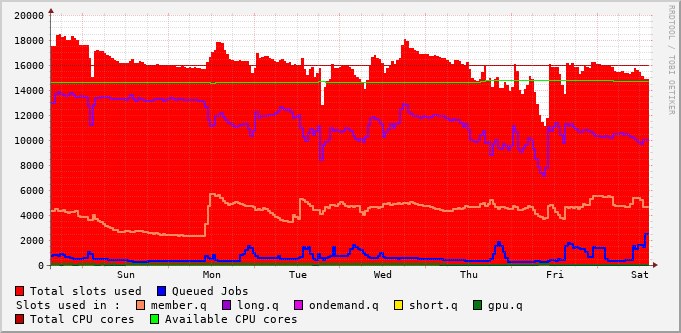 20000
18000
16000
14000
12000
10000
8000
6000
4000
2000
0
Sun Mon Tue Wed Thu Fri Sat
RRDTOOL / TOBI OETIKER
Total slots used Queued Jobs
Slots used in : member.q long.q ondemand.q short.q gpu.q
Total CPU cores Available CPU cores